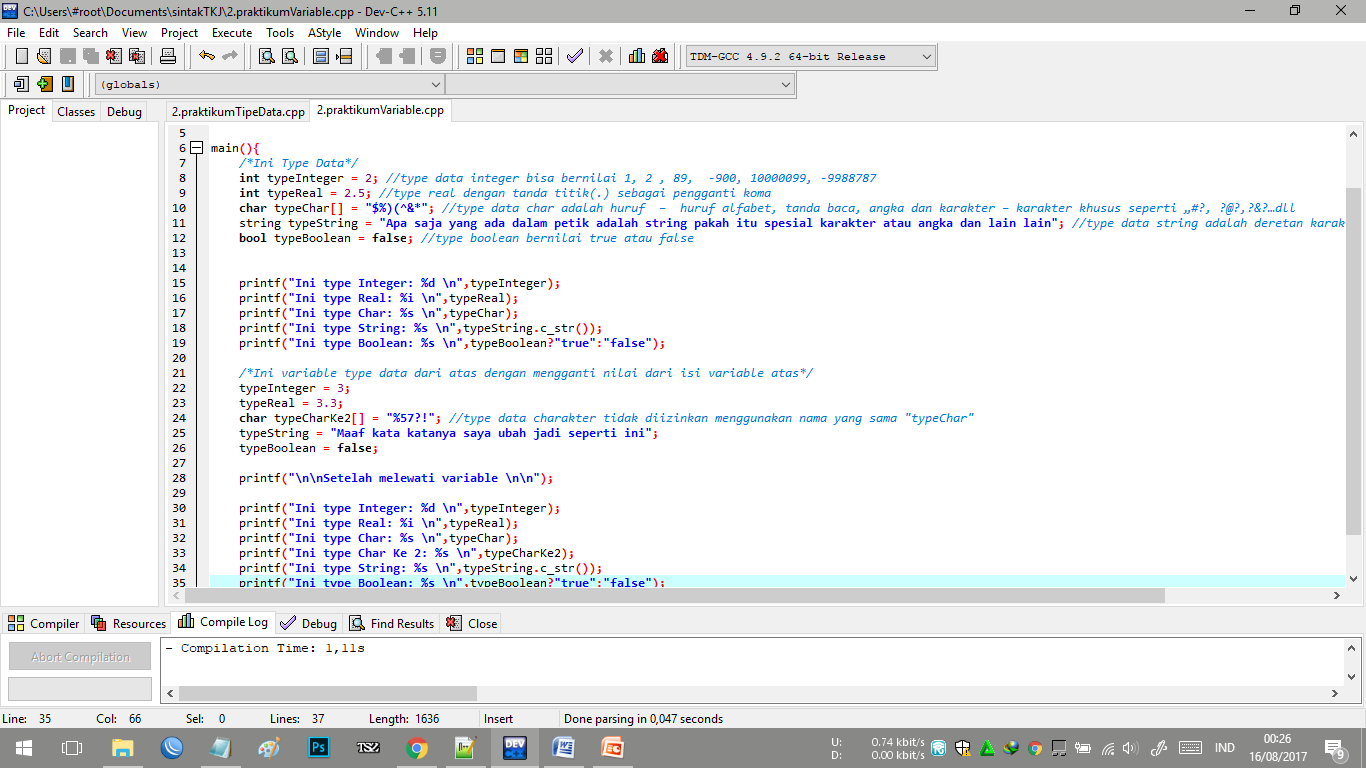 C:\Users\#root\Documents\sintakTKJ\2.praktikumVariable.cpp - Dev-C++ 5.11
File Edit Search View Project Execute Tools AStyle Window Help
TDM-GCC 4.9.2 64-bit Release
(globals)
Project Classes Debug 2.praktikumTipeData.cpp 2.praktikumVariable.cpp
5
6 main(){
7 /*Ini Type Data*/
8 int typeInteger = 2; //type data integer bisa bernilai 1, 2 , 89,  -900, 10000099, -9988787
9 int typeReal = 2.5; //type real dengan tanda titik(.) sebagai pengganti koma
10 char typeChar[] = "$%)(^&*"; //type data char adalah huruf  –  huruf alfabet, tanda baca, angka dan karakter – karakter khusus seperti „#?, ?@?,?&?…dll
11 string typeString = "Apa saja yang ada dalam petik adalah string pakah itu spesial karakter atau angka dan lain lain"; //type data string adalah deretan karak
12 bool typeBoolean = false; //type boolean bernilai true atau false
13
14
15 printf("Ini type Integer: %d \n",typeInteger);
16 printf("Ini type Real: %i \n",typeReal);
17 printf("Ini type Char: %s \n",typeChar);
18 printf("Ini type String: %s \n",typeString.c_str());
19 printf("Ini type Boolean: %s \n",typeBoolean?"true":"false");
20
21 /*Ini variable type data dari atas dengan mengganti nilai dari isi variable atas*/
22 typeInteger = 3;
23 typeReal = 3.3;
24 char typeCharKe2[] = "%57?!"; //type data charakter tidak diizinkan menggunakan nama yang sama "typeChar"
25 typeString = "Maaf kata katanya saya ubah jadi seperti ini";
26 typeBoolean = false;
27
28 printf("\n\nSetelah melewati variable \n\n");
29
30 printf("Ini type Integer: %d \n",typeInteger);
31 printf("Ini type Real: %i \n",typeReal);
32 printf("Ini type Char: %s \n",typeChar);
33 printf("Ini type Char Ke 2: %s \n",typeCharKe2);
34 printf("Ini type String: %s \n",typeString.c_str());
35 printf("Ini type Boolean: %s \n",typeBoolean?"true":"false");
Compiler Resources Compile Log Debug Find Results Close
Abort Compilation
- Compilation Time: 1,11s
Line: 35 Col: 66 Sel: 0 Lines: 37 Length: 1636 Insert Done parsing in 0,047 seconds
Ps TS2 DEV U: 0.74 kbit/s IND 00:26
D: 0.00 kbit/s 16/08/2017 9